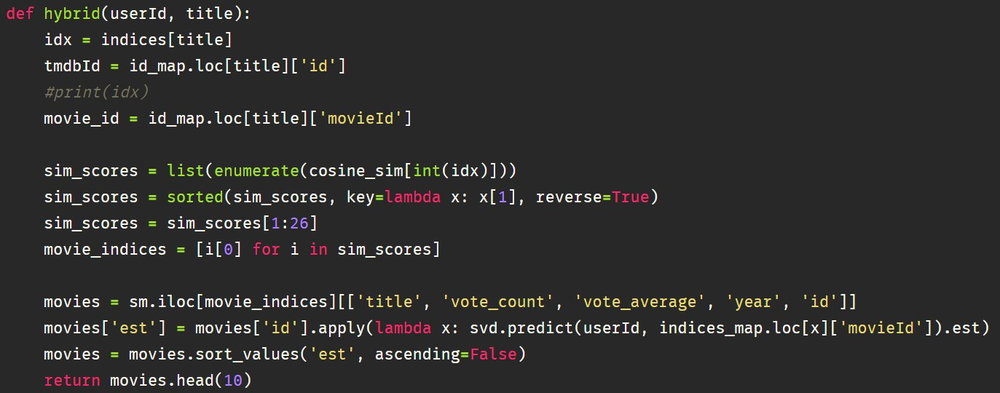 def hybrid(userId, title):
    idx = indices[title]
    tmdbId = id_map.loc[title]['id']
    #print(idx)
    movie_id = id_map.loc[title]['movieId']

    sim_scores = list(enumerate(cosine_sim[int(idx)]))
    sim_scores = sorted(sim_scores, key=lambda x: x[1], reverse=True)
    sim_scores = sim_scores[1:26]
    movie_indices = [i[0] for i in sim_scores]

    movies = sm.iloc[movie_indices][['title', 'vote_count', 'vote_average', 'year', 'id']]
    movies['est'] = movies['id'].apply(lambda x: svd.predict(userId, indices_map.loc[x]['movieId']).est)
    movies = movies.sort_values('est', ascending=False)
    return movies.head(10)